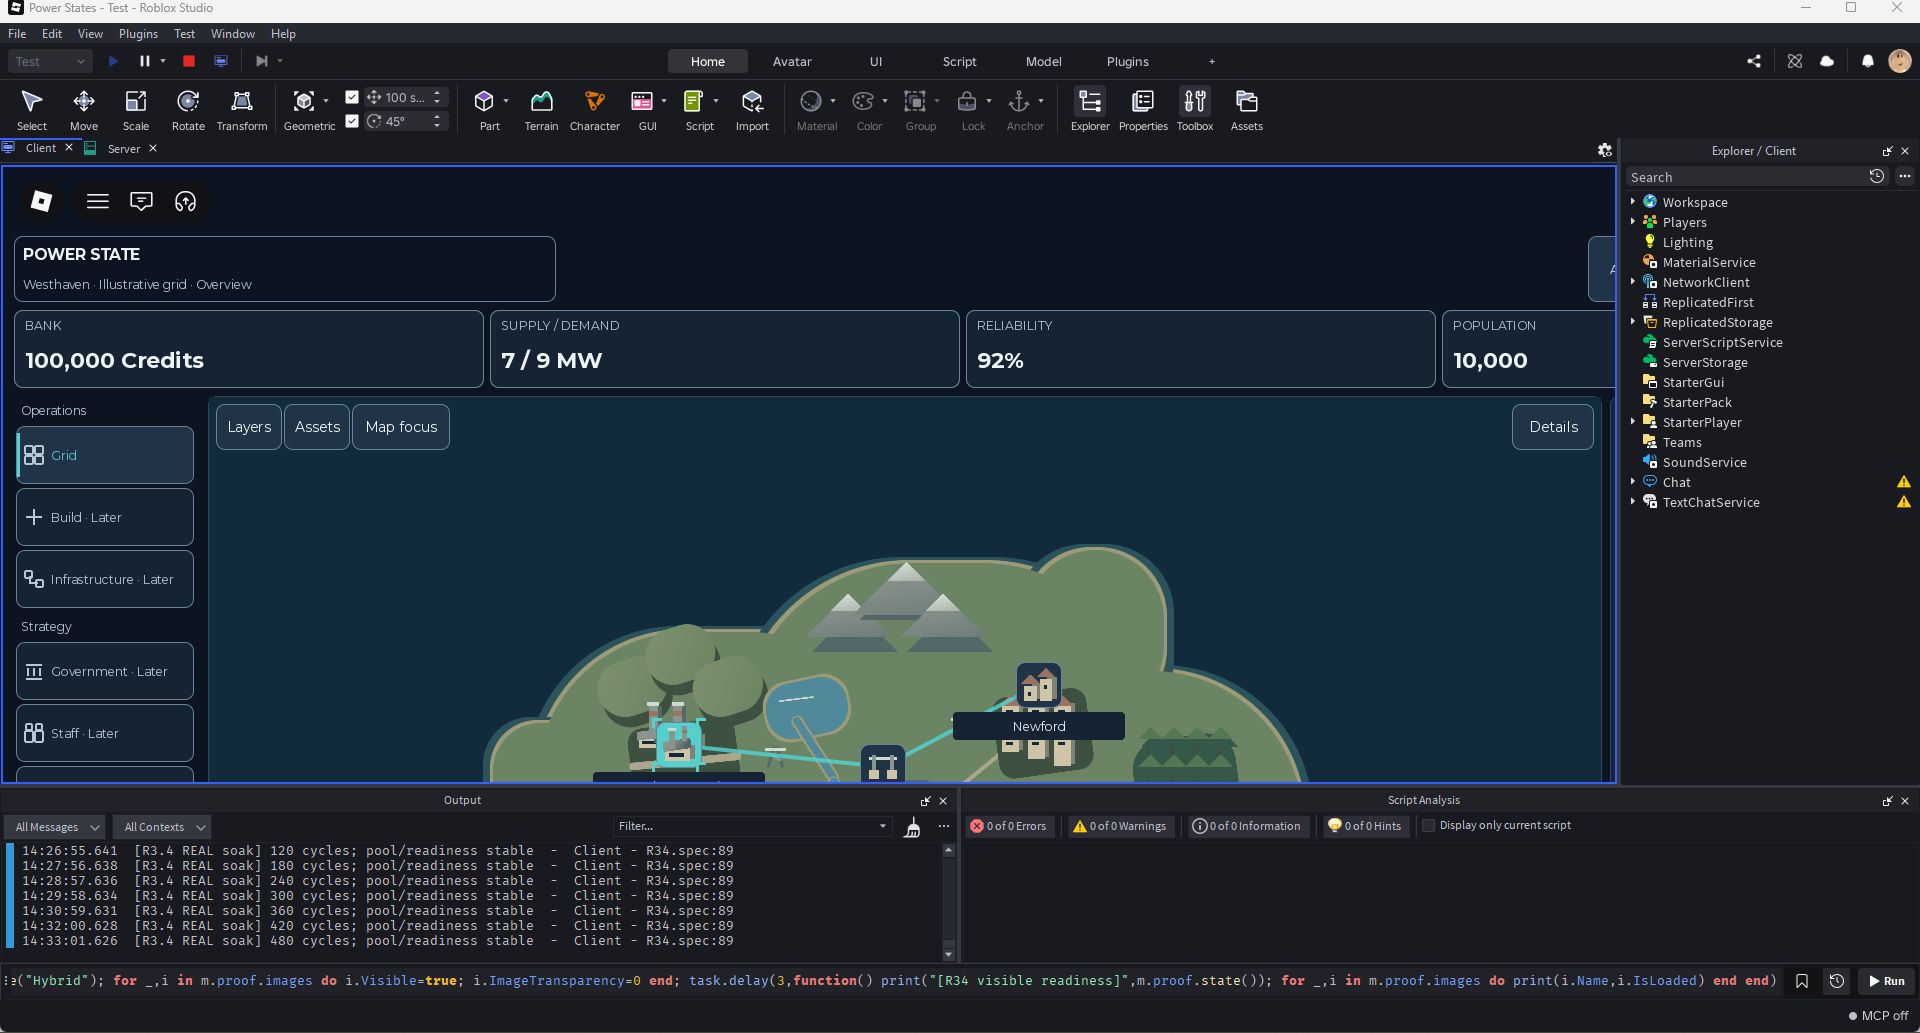 Power States - Test - Roblox Studio
File Edit View Plugins Test Window Help
Test
Home Avatar UI Script Model Plugins +
100 s...
45°
Select Move Scale Rotate Transform Geometric Part Terrain Character GUI Script Import Material Color Group Lock Anchor Explorer Properties Toolbox Assets
Client Server
Explorer / Client
Search
Workspace
Players
Lighting
MaterialService
NetworkClient
ReplicatedFirst
ReplicatedStorage
ServerScriptService
ServerStorage
StarterGui
StarterPack
StarterPlayer
Teams
SoundService
Chat
TextChatService
POWER STATE
Westhaven · Illustrative grid · Overview
BANK
100,000 Credits
SUPPLY / DEMAND
7 / 9 MW
RELIABILITY
92%
POPULATION
10,000
Operations
Grid
Build · Later
Infrastructure · Later
Strategy
Government · Later
Staff · Later
Layers Assets Map focus
Details
Newford
Output
All Messages All Contexts Filter...
14:26:55.641 [R3.4 REAL soak] 120 cycles; pool/readiness stable - Client - R34.spec:89
14:27:56.638 [R3.4 REAL soak] 180 cycles; pool/readiness stable - Client - R34.spec:89
14:28:57.636 [R3.4 REAL soak] 240 cycles; pool/readiness stable - Client - R34.spec:89
14:29:58.634 [R3.4 REAL soak] 300 cycles; pool/readiness stable - Client - R34.spec:89
14:30:59.631 [R3.4 REAL soak] 360 cycles; pool/readiness stable - Client - R34.spec:89
14:32:00.628 [R3.4 REAL soak] 420 cycles; pool/readiness stable - Client - R34.spec:89
14:33:01.626 [R3.4 REAL soak] 480 cycles; pool/readiness stable - Client - R34.spec:89
Script Analysis
0 of 0 Errors 0 of 0 Warnings 0 of 0 Information 0 of 0 Hints Display only current script
("Hybrid"); for _,i in m.proof.images do i.Visible=true; i.ImageTransparency=0 end; task.delay(3,function() print("[R34 visible readiness]",m.proof.state()); for _,i in m.proof.images do print(i.Name,i.IsLoaded) end end)
Run
MCP off